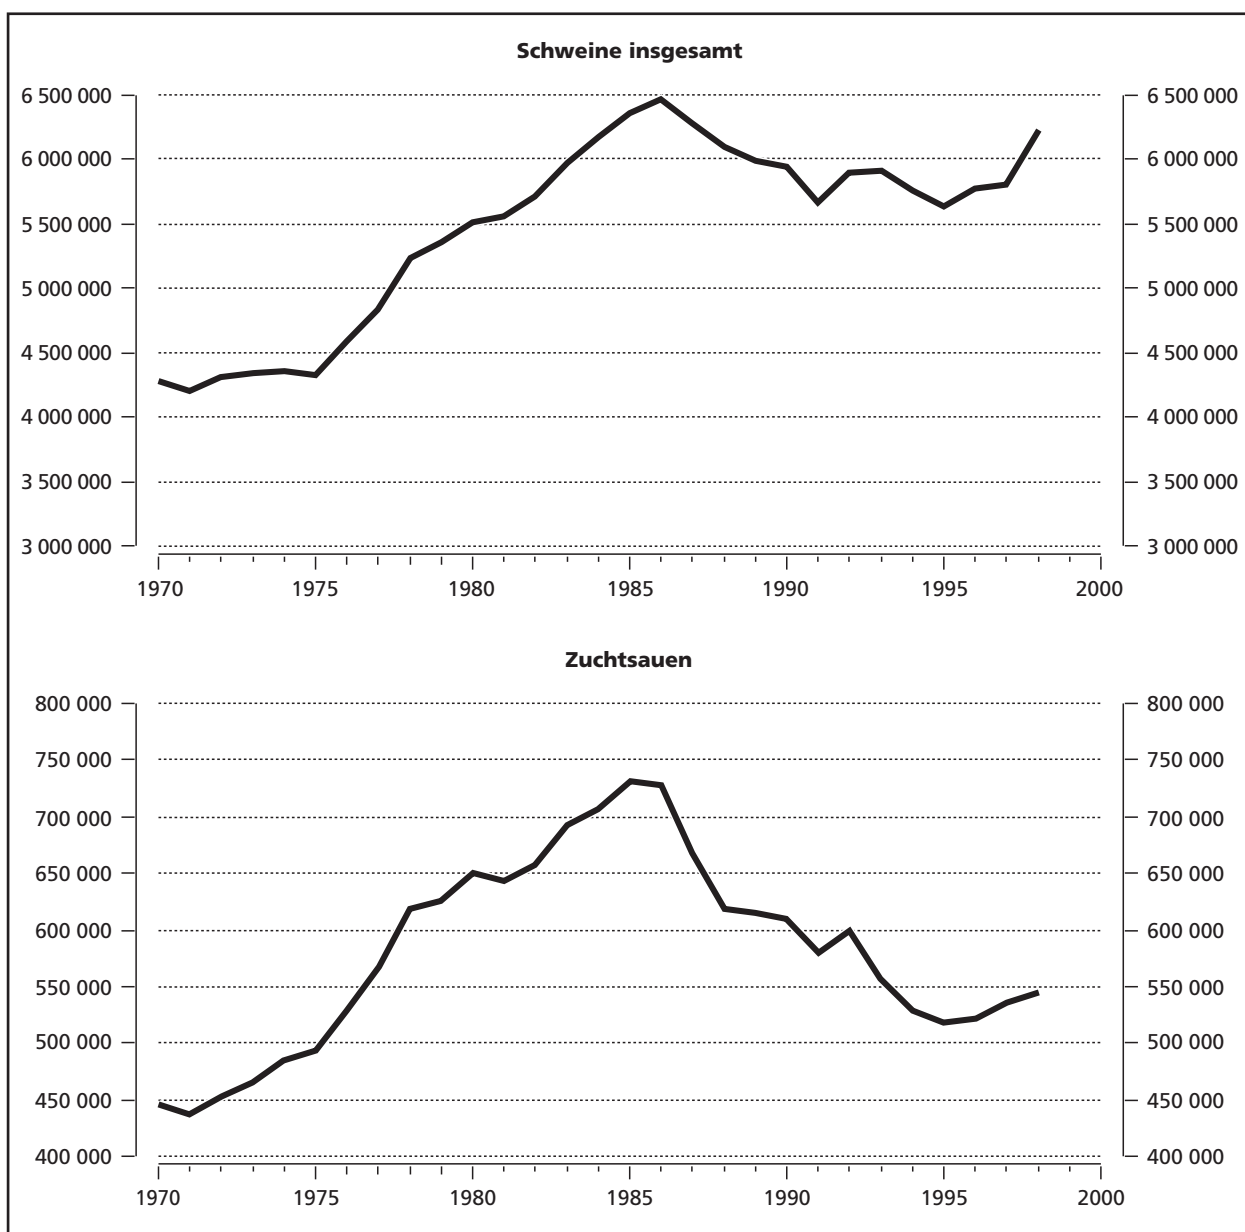 Schweine insgesamt
6 500 000 6 500 000
6 000 000 6 000 000
5 500 000 5 500 000
5 000 000 5 000 000
4 500 000 4 500 000
4 000 000 4 000 000
3 500 000 3 500 000
3 000 000 3 000 000
1970 1975 1980 1985 1990 1995 2000
Zuchtsauen
800 000 800 000
750 000 750 000
700 000 700 000
650 000 650 000
600 000 600 000
550 000 550 000
500 000 500 000
450 000 450 000
400 000 400 000
1970 1975 1980 1985 1990 1995 2000